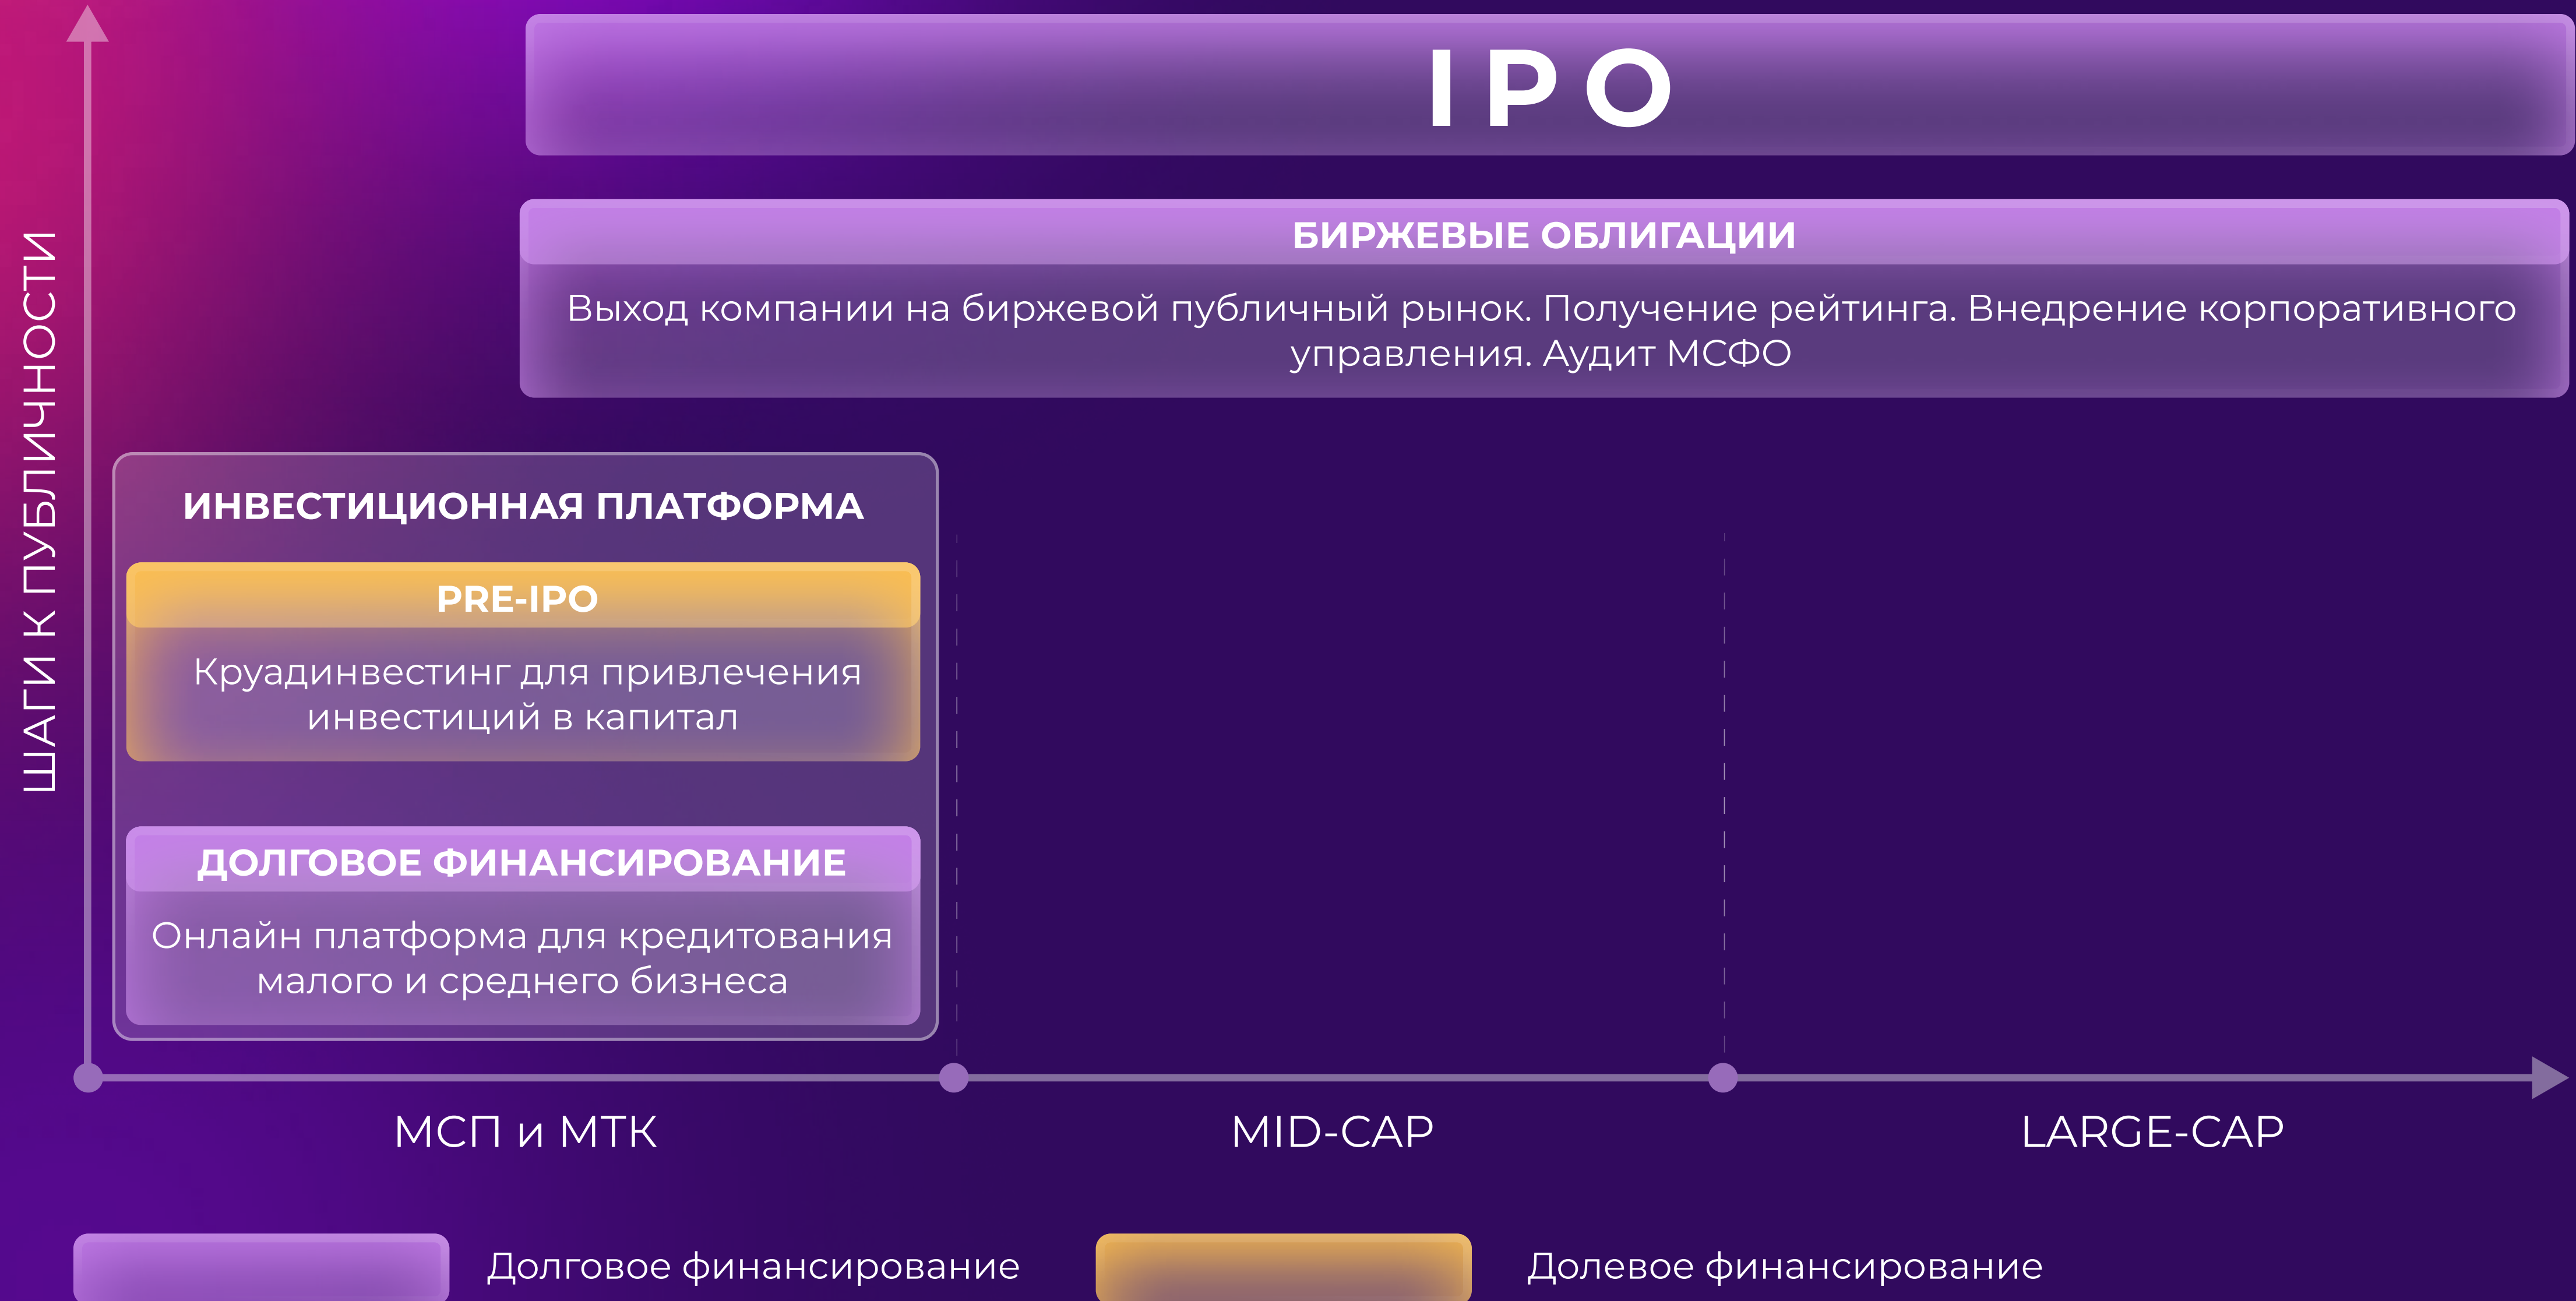 IPO
БИРЖЕВЫЕ ОБЛИГАЦИИ
Выход компании на биржевой публичный рынок. Получение рейтинга. Внедрение корпоративного
управления. Аудит МСФО
ШАГИ К ПУБЛИЧНОСТИ
ИНВЕСТИЦИОННАЯ ПЛАТФОРМА
PRE-IPO
Круадинвестинг для привлечения
инвестиций в капитал
ДОЛГОВОЕ ФИНАНСИРОВАНИЕ
Онлайн платформа для кредитования
малого и среднего бизнеса
МСП и МТК
MID-CAP
LARGE-CAP
Долговое финансирование
Долевое финансирование